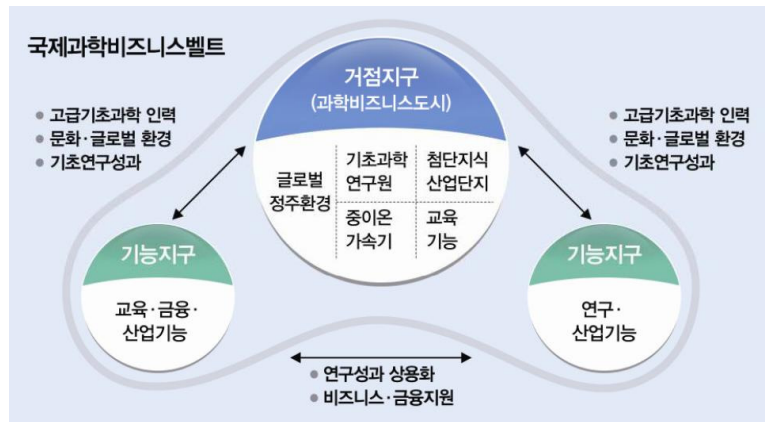 국제과학비즈니스벨트
거점지구
(과학비즈니스도시)
● 고급기초과학 인력
● 문화·글로벌 환경
● 기초연구성과
● 고급기초과학 인력
● 문화·글로벌 환경
● 기초연구성과
글로벌
정주환경
기초과학
연구원
첨단지식
산업단지
중이온
가속기
교육
기능
기능지구
교육·금융·
산업기능
기능지구
연구·
산업기능
● 연구성과 상용화
● 비즈니스·금융지원